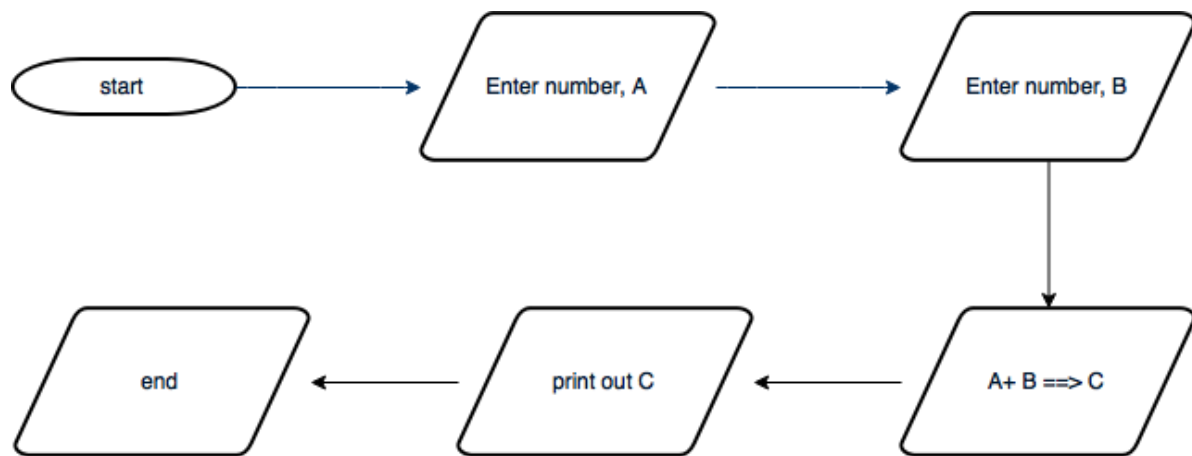 start
Enter number, A
Enter number, B
A+ B ==> C
print out C
end